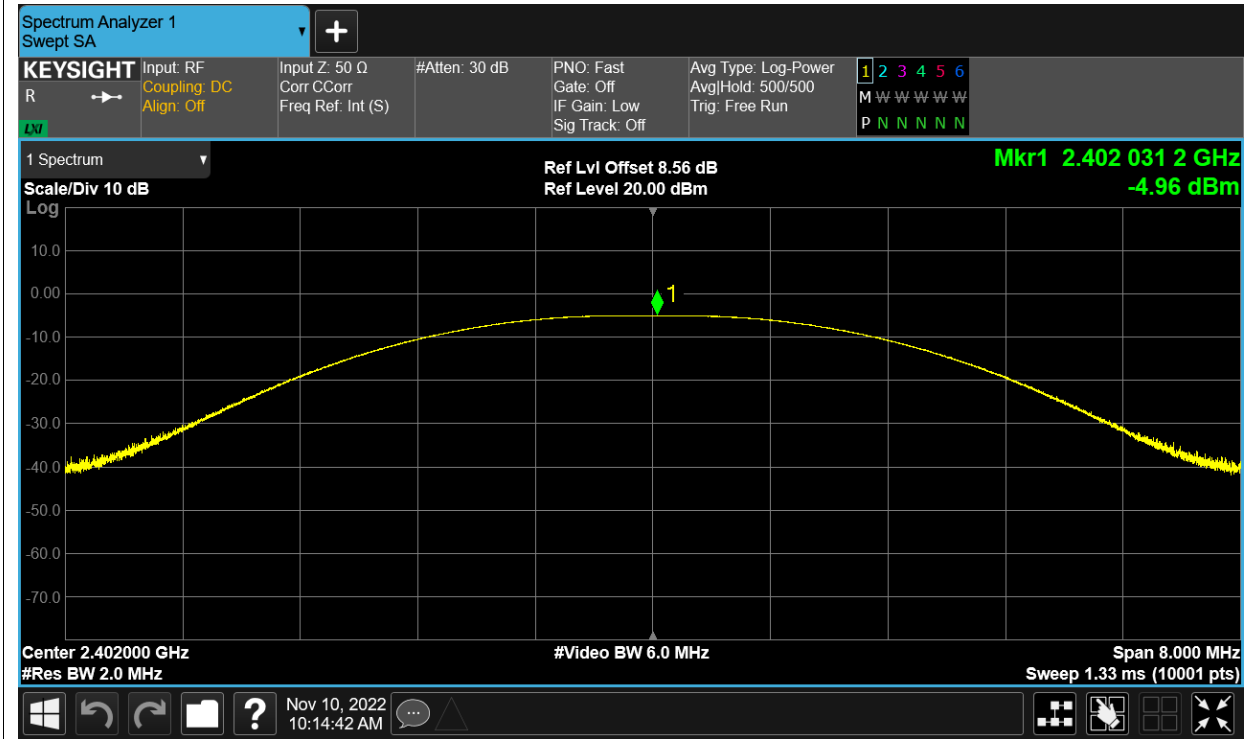 Spectrum Analyzer 1
Swept SA
KEYSIGHT
R
LXI
Input: RF
Coupling: DC
Align: Off
Input Z: 50 Ω
Corr CCorr
Freq Ref: Int (S)
#Atten: 30 dB
PNO: Fast
Gate: Off
IF Gain: Low
Sig Track: Off
Avg Type: Log-Power
Avg|Hold: 500/500
Trig: Free Run
1 2 3 4 5 6
M W W W W W
P N N N N N
1 Spectrum
Scale/Div 10 dB
Log
Ref Lvl Offset 8.56 dB
Ref Level 20.00 dBm
Mkr1 2.402 031 2 GHz
-4.96 dBm
10.0
0.00
-10.0
-20.0
-30.0
-40.0
-50.0
-60.0
-70.0
1
Center 2.402000 GHz
#Res BW 2.0 MHz
#Video BW 6.0 MHz
Span 8.000 MHz
Sweep 1.33 ms (10001 pts)
?
Nov 10, 2022
10:14:42 AM